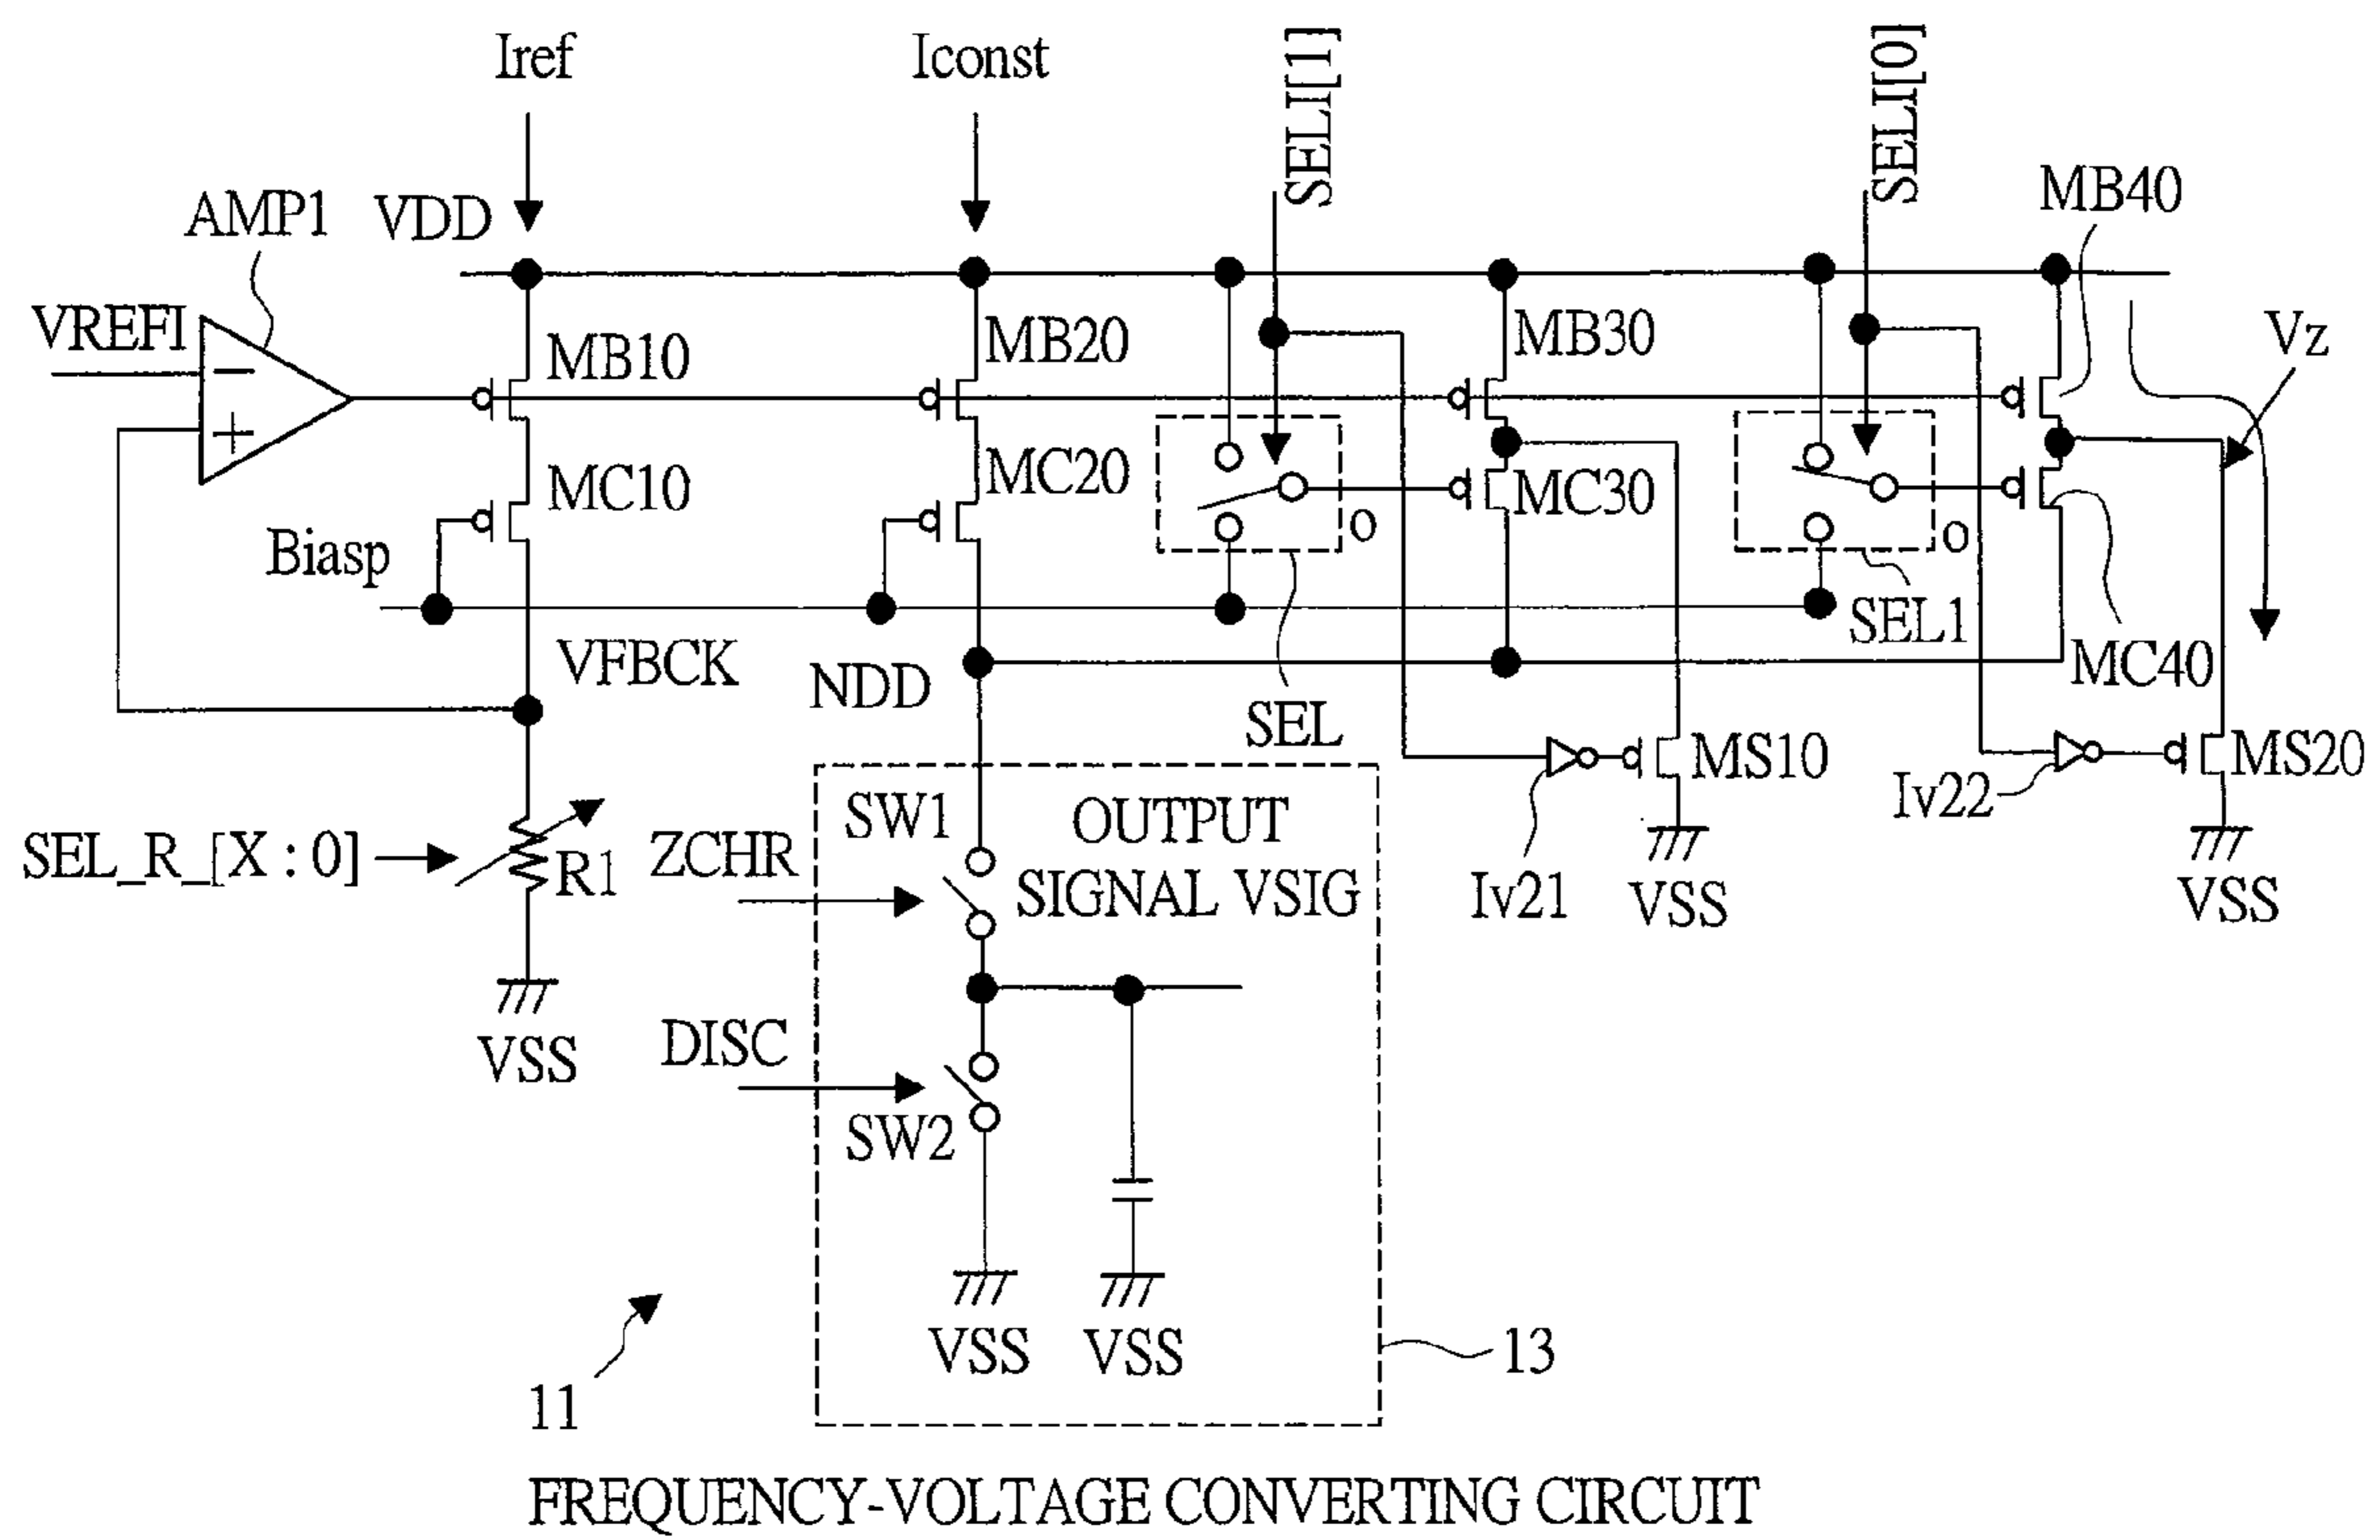 Iref
Iconst
SELI[1]
SELI[0]
AMP1
VDD
MB40
VREFI
MB10
MB20
MB30
Vz
−
+
MC10
MC20
MC30
O
O
Biasp
VFBCK
NDD
SEL
SEL1
MC40
SW1
OUTPUT
SIGNAL VSIG
ZCHR
MS10
MS20
Iv21
Iv22
VSS
VSS
SEL_R_[X : 0]
R1
VSS
DISC
SW2
VSS
VSS
13
11
FREQUENCY-VOLTAGE CONVERTING CIRCUIT